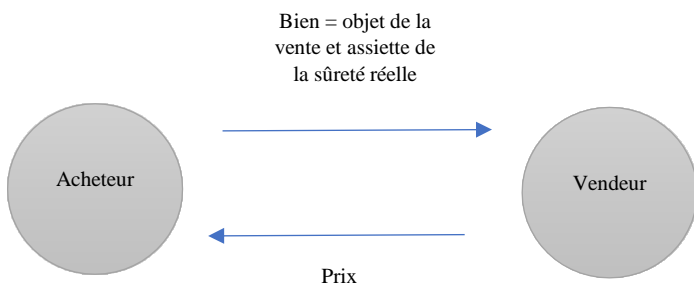 Bien = objet de la
vente et assiette de
la sûreté réelle
Acheteur
Vendeur
Prix